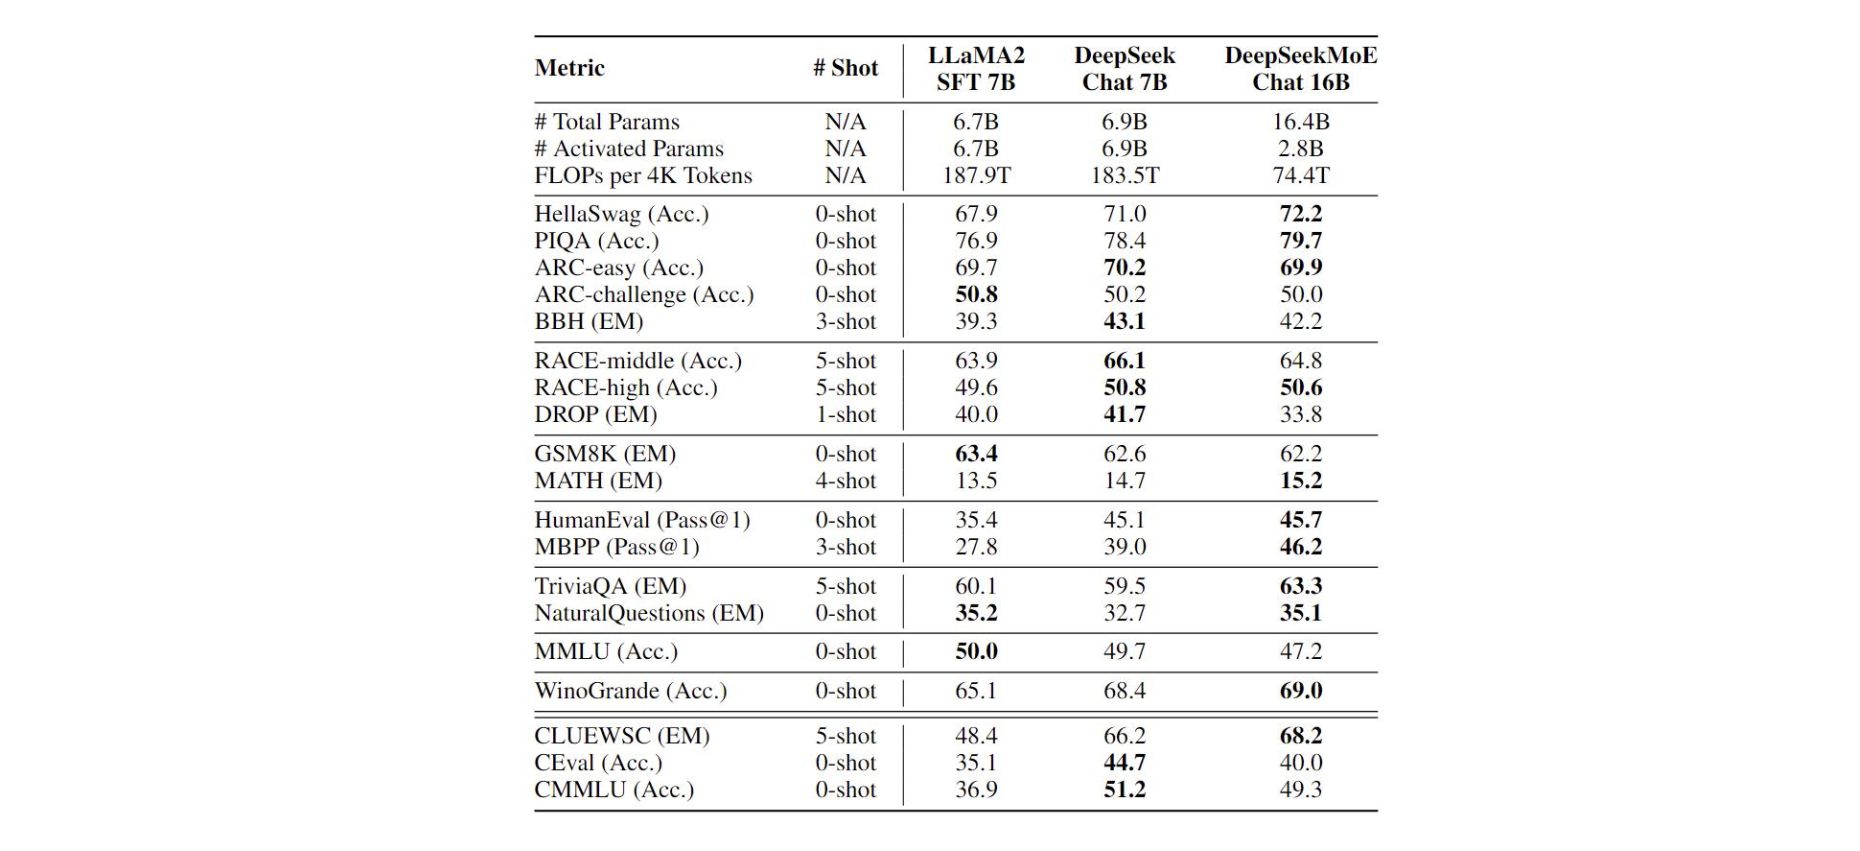 Metric # Shot LLaMA2 SFT 7B DeepSeek Chat 7B DeepSeekMoE Chat 16B
# Total Params N/A 6.7B 6.9B 16.4B
# Activated Params N/A 6.7B 6.9B 2.8B
FLOPs per 4K Tokens N/A 187.9T 183.5T 74.4T
HellaSwag (Acc.) 0-shot 67.9 71.0 72.2
PIQA (Acc.) 0-shot 76.9 78.4 79.7
ARC-easy (Acc.) 0-shot 69.7 70.2 69.9
ARC-challenge (Acc.) 0-shot 50.8 50.2 50.0
BBH (EM) 3-shot 39.3 43.1 42.2
RACE-middle (Acc.) 5-shot 63.9 66.1 64.8
RACE-high (Acc.) 5-shot 49.6 50.8 50.6
DROP (EM) 1-shot 40.0 41.7 33.8
GSM8K (EM) 0-shot 63.4 62.6 62.2
MATH (EM) 4-shot 13.5 14.7 15.2
HumanEval (Pass@1) 0-shot 35.4 45.1 45.7
MBPP (Pass@1) 3-shot 27.8 39.0 46.2
TriviaQA (EM) 5-shot 60.1 59.5 63.3
NaturalQuestions (EM) 0-shot 35.2 32.7 35.1
MMLU (Acc.) 0-shot 50.0 49.7 47.2
WinoGrande (Acc.) 0-shot 65.1 68.4 69.0
CLUEWSC (EM) 5-shot 48.4 66.2 68.2
CEval (Acc.) 0-shot 35.1 44.7 40.0
CMMLU (Acc.) 0-shot 36.9 51.2 49.3